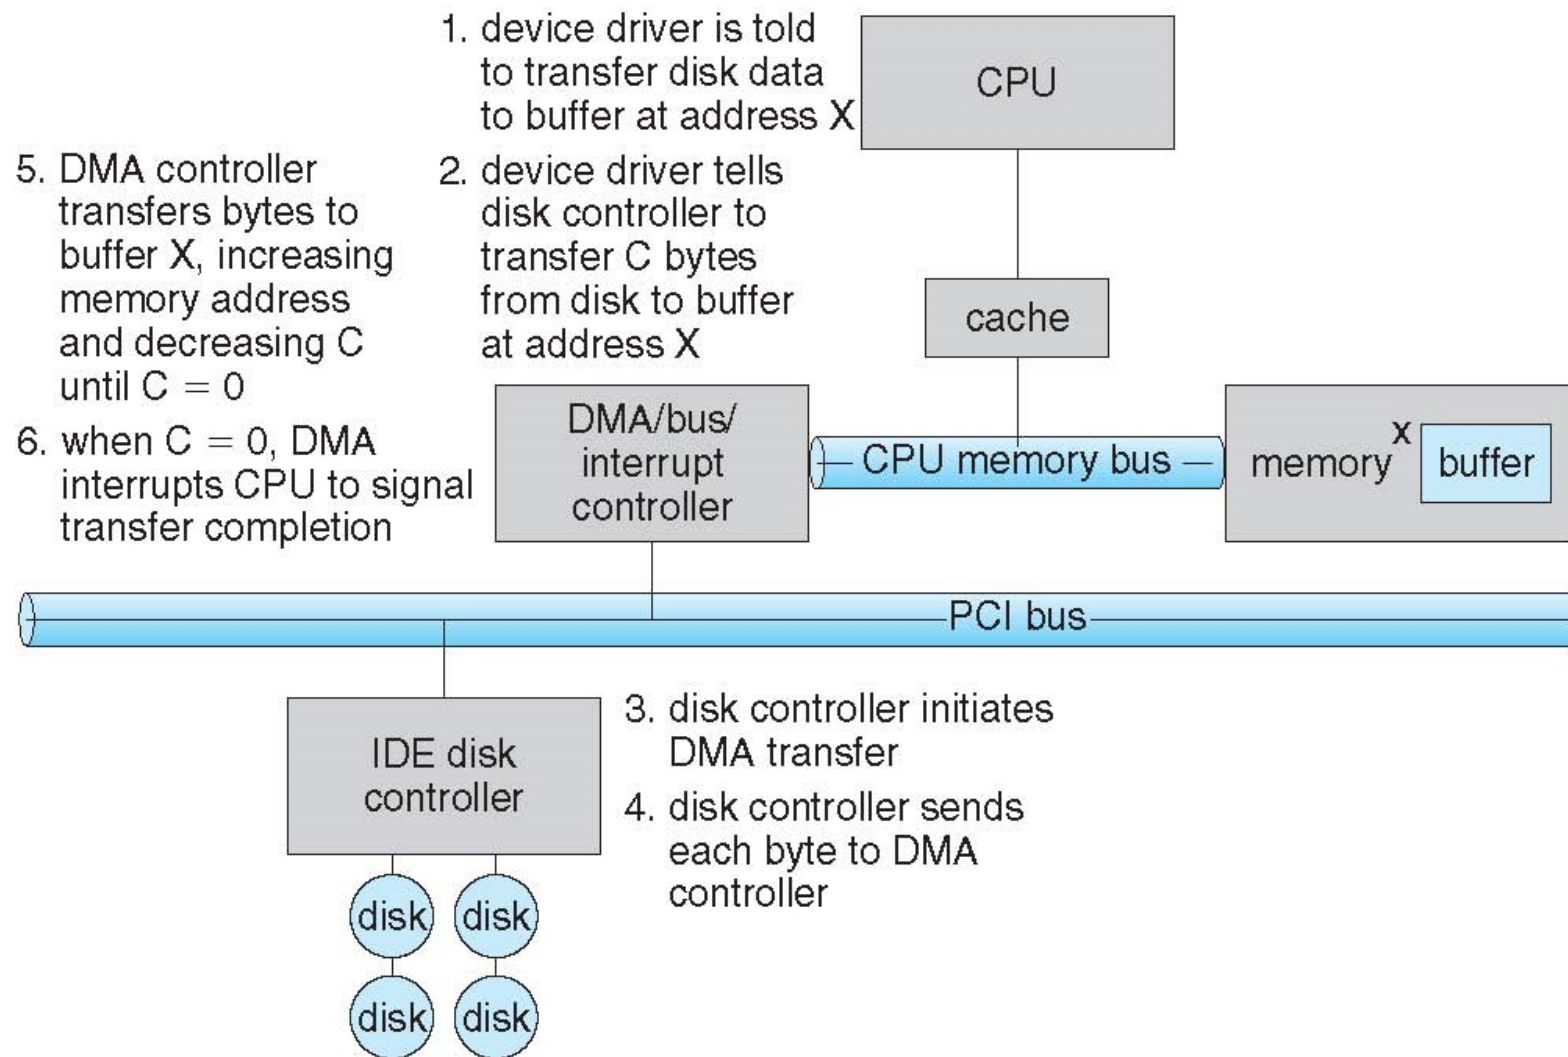 1. device driver is told
to transfer disk data
to buffer at address X
CPU
5. DMA controller
transfers bytes to
buffer X, increasing
memory address
and decreasing C
until C = 0
2. device driver tells
disk controller to
transfer C bytes
from disk to buffer
at address X
cache
6. when C = 0, DMA
interrupts CPU to signal
transfer completion
DMA/bus/
interrupt
controller
CPU memory bus
memory
x
buffer
PCI bus
IDE disk
controller
3. disk controller initiates
DMA transfer
4. disk controller sends
each byte to DMA
controller
disk
disk
disk
disk